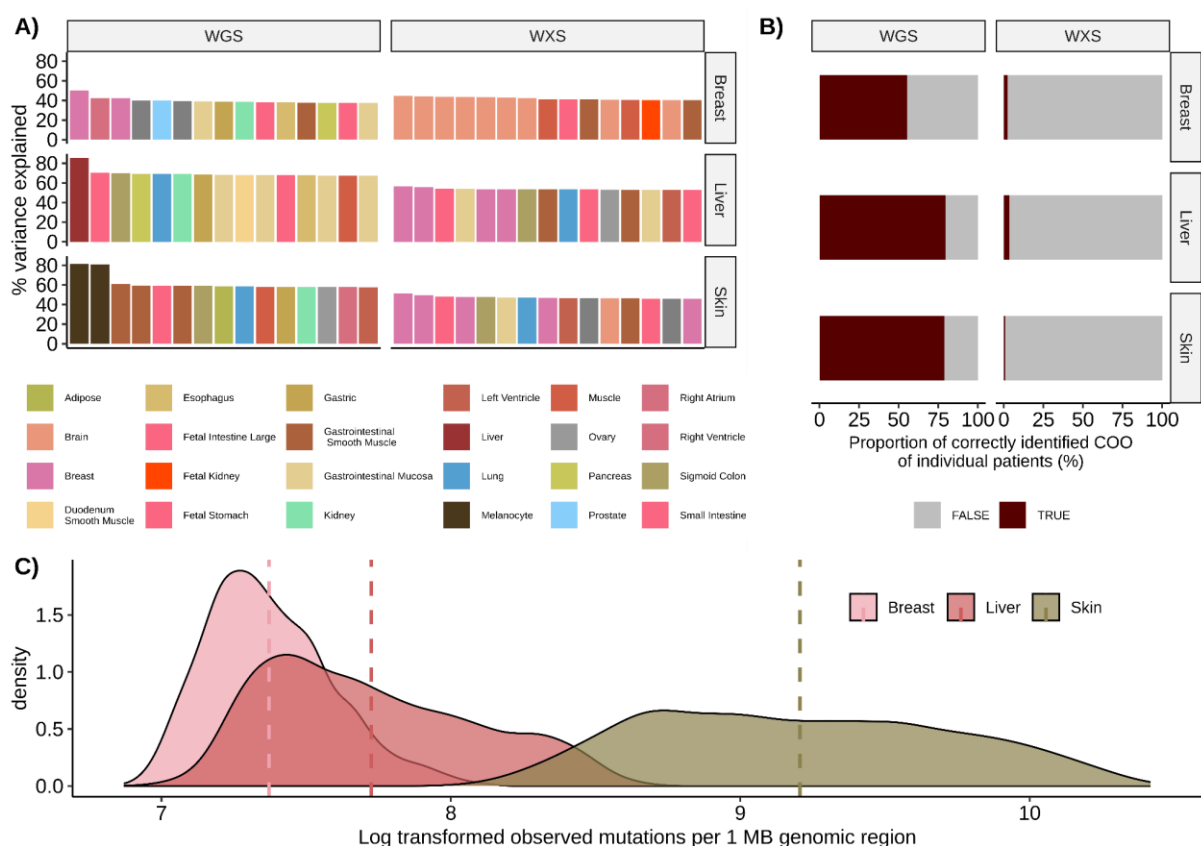 A)
WGS
WXS
% variance explained
80
60
40
20
0
Breast
80
60
40
20
0
Liver
80
60
40
20
0
Skin
Adipose
Esophagus
Gastric
Left Ventricle
Muscle
Right Atrium
Brain
Fetal Intestine Large
Gastrointestinal
Smooth Muscle
Liver
Ovary
Right Ventricle
Breast
Fetal Kidney
Gastrointestinal Mucosa
Lung
Pancreas
Sigmoid Colon
Duodenum
Smooth Muscle
Fetal Stomach
Kidney
Melanocyte
Prostate
Small Intestine
B)
WGS
WXS
Breast
Liver
Skin
0 25 50 75 100 0 25 50 75 100
Proportion of correctly identified COO
of individual patients (%)
FALSE
TRUE
C)
density
1.5
1.0
0.5
0.0
Breast
Liver
Skin
7 8 9 10
Log transformed observed mutations per 1 MB genomic region